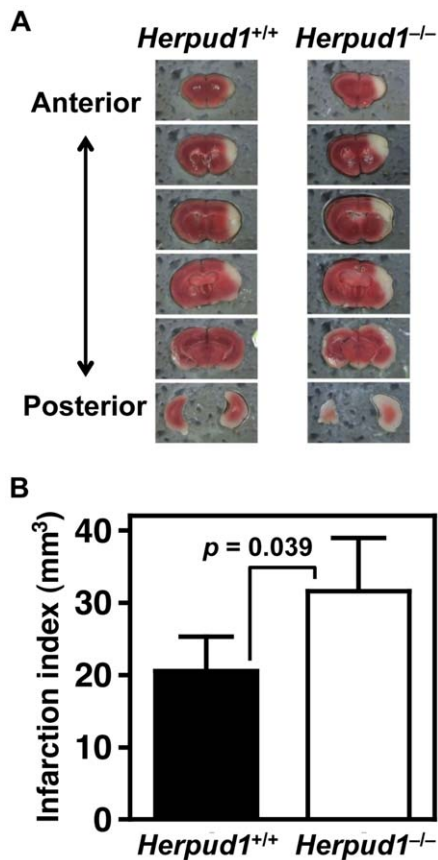 A
Herpud1+/+ Herpud1–/–
Anterior
Posterior
B
Infarction index (mm3)
40
30
20
10
0
p = 0.039
Herpud1+/+ Herpud1–/–